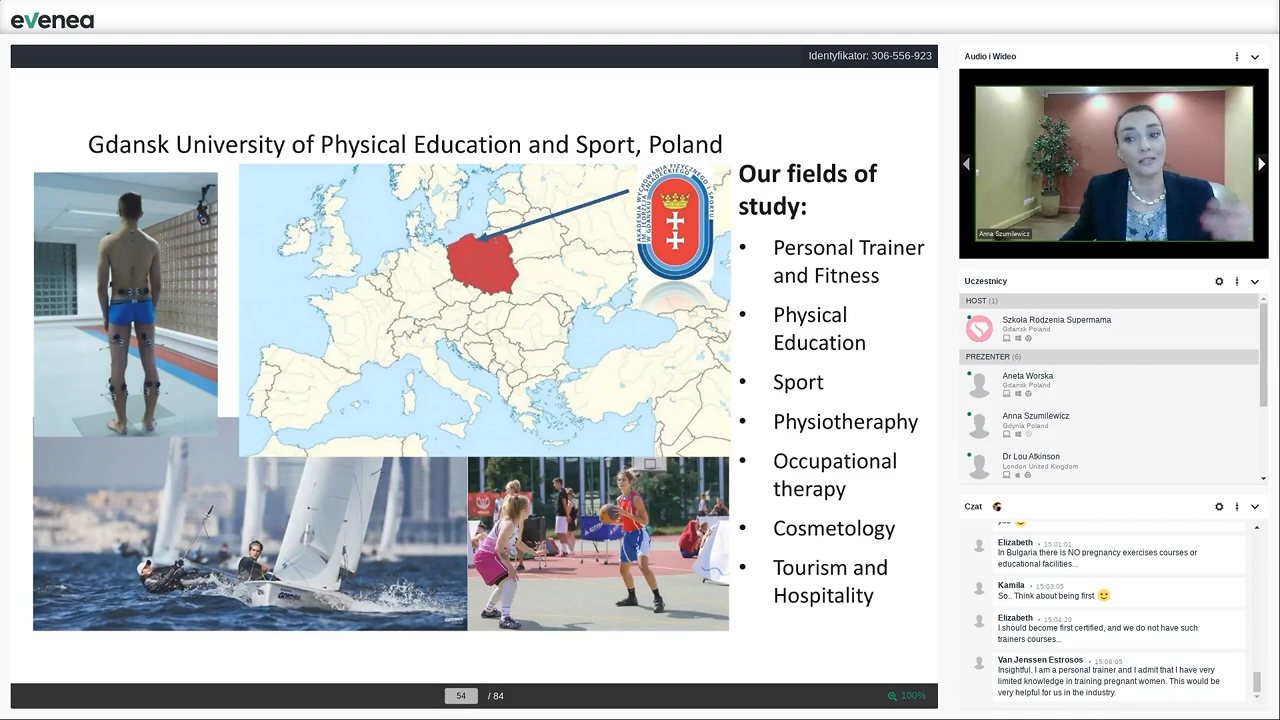 evenea
Identyfikator: 306-556-923
Gdansk University of Physical Education and Sport, Poland
Our fields of
study:
• Personal Trainer
and Fitness
• Physical
Education
• Sport
• Physiotheraphy
• Occupational
therapy
• Cosmetology
• Tourism and
Hospitality
54 / 84
100%
Audio i Wideo
Anna Szumilewicz
Uczestnicy
HOST (1)
Szkoła Rodzenia Supermama
Gdansk Poland
PREZENTER (6)
Aneta Worska
Gdansk Poland
Anna Szumilewicz
Gdynia Poland
Dr Lou Atkinson
London United Kingdom
Czat
Elizabeth • 15:01:01
In Bulgaria there is NO pregnancy exercises courses or
educational facilities...
Kamila • 15:03:05
So.. Think about being first 😉
Elizabeth • 15:04:20
I should become first certified, and we do not have such
trainers courses...
Van Jenssen Estrosos • 15:06:05
Insightful. I am a personal trainer and I admit that I have very
limited knowledge in training pregnant women. This would be
very helpful for us in the industry.